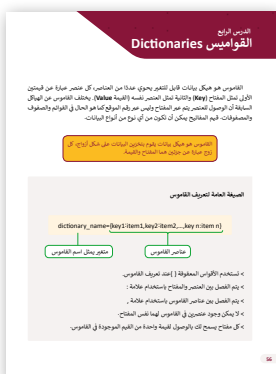 الدرس الرابع
القواميس Dictionaries
القاموس هو هيكل بيانات قابل للتغير يحوي عددًا من العناصر، كل عنصر عبارة عن قيمتين
الأولى تمثل المفتاح (Key) والثانية تمثل العنصر نفسه (القيمة Value). يختلف القاموس عن الهياكل
السابقة أن الوصول للعنصر يتم عبر المفتاح وليس عبر رقم الموقع كما هو الحال في القوائم والصفوف
والمصفوفات. قيم المفاتيح يمكن أن تكون من أي نوع من أنواع البيانات.
القاموس هو هيكل بيانات يقوم بتخزين البيانات على شكل أزواج، كل
زوج عبارة عن جزئين هما المفتاح والقيمة.
الصيغة العامة لتعريف القاموس
dictionary_name={key1:item1,key2:item2,...,key n:item n}
عناصر القاموس
متغير يمثل اسم القاموس
> تستخدم الأقواس المعقوفة { }عند تعريف القاموس.
> يتم الفصل بين العنصر والمفتاح باستخدام علامة :
> يتم الفصل بين عناصر القاموس باستخدام علامة ,
> لا يمكن وجود عنصرين في القاموس لهما نفس المفتاح.
> كل مفتاح يسمح لك بالوصول لقيمة واحدة من القيم الموجودة في القاموس.
56